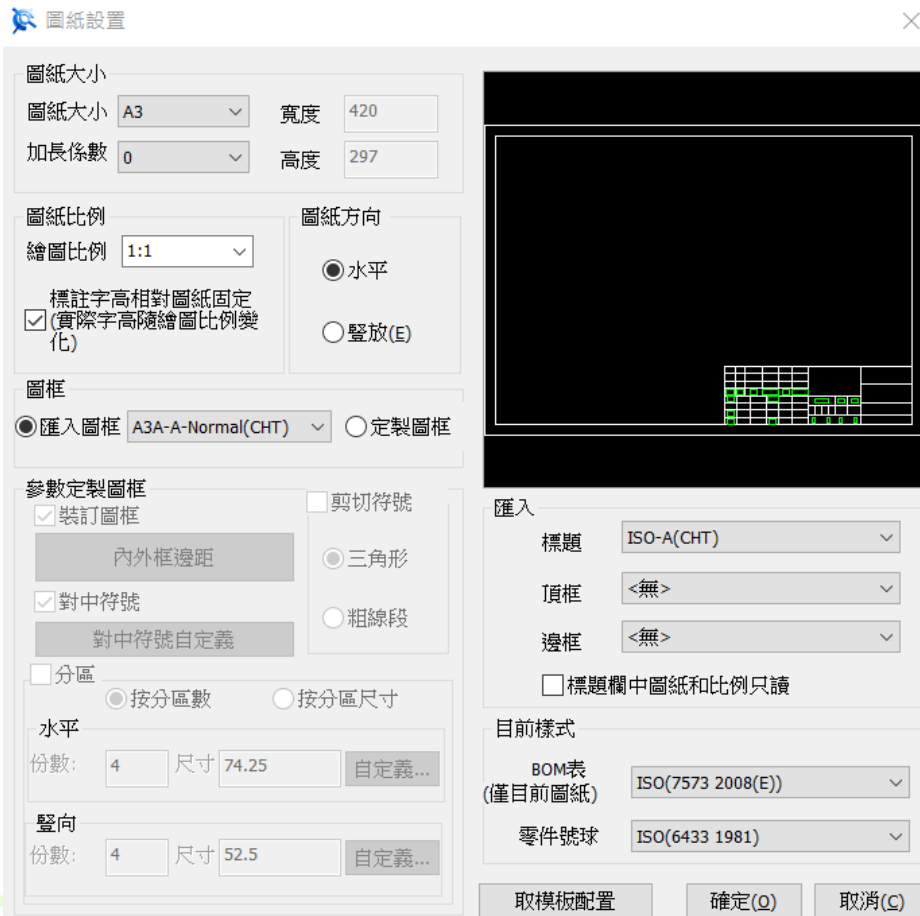 圖紙設置
圖紙大小
圖紙大小 A3 寬度 420
加長係數 0 高度 297
圖紙比例
繪圖比例 1:1
標註字高相對圖紙固定
(實際字高隨繪圖比例變
化)
圖紙方向
水平
豎放(E)
圖框
匯入圖框 A3A-A-Normal(CHT) 定製圖框
參數定製圖框
裝訂圖框
內外框邊距
對中符號
對中符號自定義
剪切符號
三角形
粗線段
分區
按分區數 按分區尺寸
水平
份數: 4 尺寸 74.25 自定義...
豎向
份數: 4 尺寸 52.5 自定義...
匯入
標題 ISO-A(CHT)
頂框 <無>
邊框 <無>
標題欄中圖紙和比例只讀
目前樣式
BOM表
(僅目前圖紙) ISO(7573 2008(E))
零件號球 ISO(6433 1981)
取模板配置 確定(O) 取消(C)